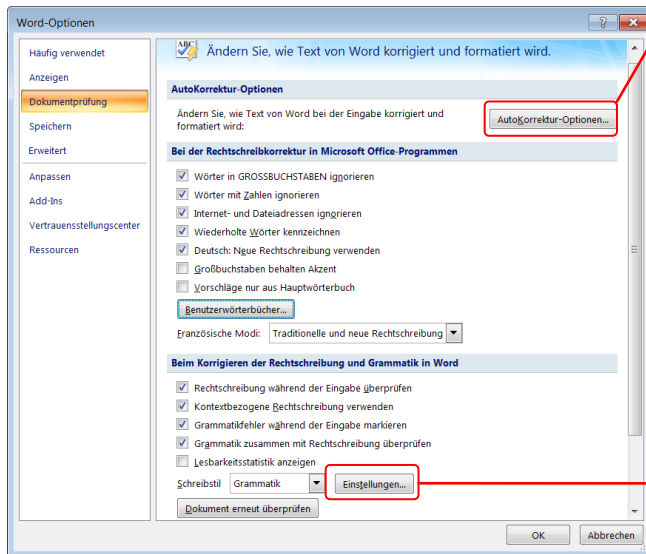 Word-Optionen
Häufig verwendet
Anzeigen
Dokumentprüfung
Speichern
Erweitert
Anpassen
Add-Ins
Vertrauensstellungscenter
Ressourcen
ABC
Ändern Sie, wie Text von Word korrigiert und formatiert wird.
AutoKorrektur-Optionen
Ändern Sie, wie Text von Word bei der Eingabe korrigiert und
formatiert wird:
AutoKorrektur-Optionen...
Bei der Rechtschreibkorrektur in Microsoft Office-Programmen
Wörter in GROSSBUCHSTABEN ignorieren
Wörter mit Zahlen ignorieren
Internet- und Dateiadressen ignorieren
Wiederholte Wörter kennzeichnen
Deutsch: Neue Rechtschreibung verwenden
Großbuchstaben behalten Akzent
Vorschläge nur aus Hauptwörterbuch
Benutzerwörterbücher...
Französische Modi: Traditionelle und neue Rechtschreibung
Beim Korrigieren der Rechtschreibung und Grammatik in Word
Rechtschreibung während der Eingabe überprüfen
Kontextbezogene Rechtschreibung verwenden
Grammatikfehler während der Eingabe markieren
Grammatik zusammen mit Rechtschreibung überprüfen
Lesbarkeitsstatistik anzeigen
Schreibstil Grammatik Einstellungen...
Dokument erneut überprüfen
OK Abbrechen